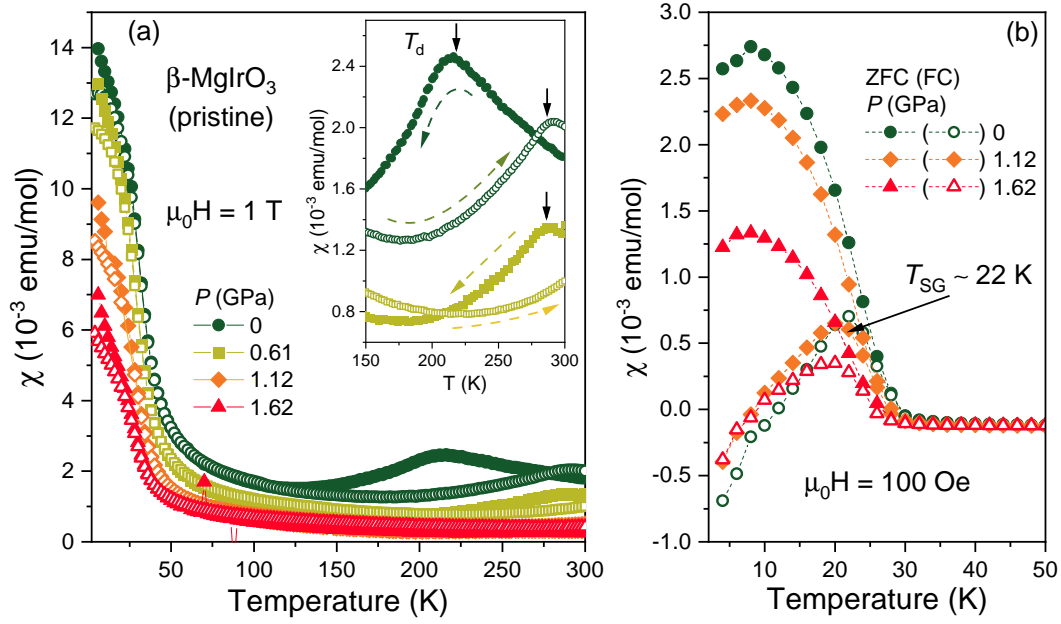 (a)
β-MgIrO3
(pristine)
μ0H = 1 T
P (GPa)
0
0.61
1.12
1.62
χ (10-3 emu/mol)
14
12
10
8
6
4
2
0
50
100
150
200
250
300
Temperature (K)
Td
χ (10-3 emu/mol)
2.4
2.0
1.6
1.2
0.8
150
200
250
300
T (K)
(b)
ZFC (FC)
P (GPa)
( ) 0
( ) 1.12
( ) 1.62
TSG ~ 22 K
μ0H = 100 Oe
χ (10-3 emu/mol)
3.0
2.5
2.0
1.5
1.0
0.5
0.0
-0.5
-1.0
10
20
30
40
50
Temperature (K)